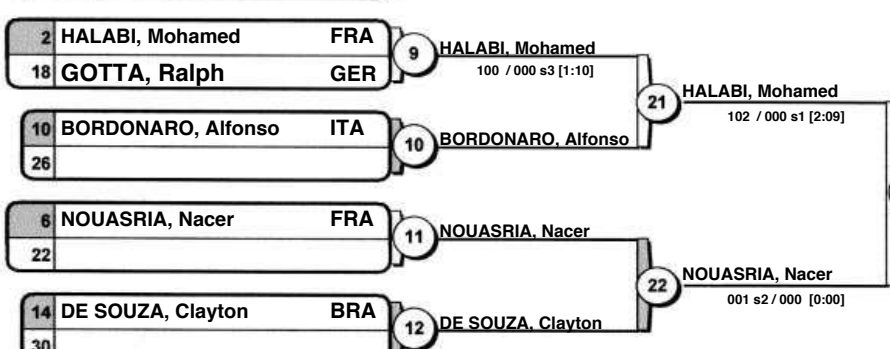 2 HALABI, Mohamed FRA
18 GOTTA, Ralph GER
9 HALABI, Mohamed
100 / 000 s3 [1:10]
10 BORDONARO, Alfonso ITA
26
10 BORDONARO, Alfonso
21 HALABI, Mohamed
102 / 000 s1 [2:09]
6 NOUASRIA, Nacer FRA
22
11 NOUASRIA, Nacer
14 DE SOUZA, Clayton BRA
30
12 DE SOUZA, Clayton
22 NOUASRIA, Nacer
001 s2 / 000 [0:00]